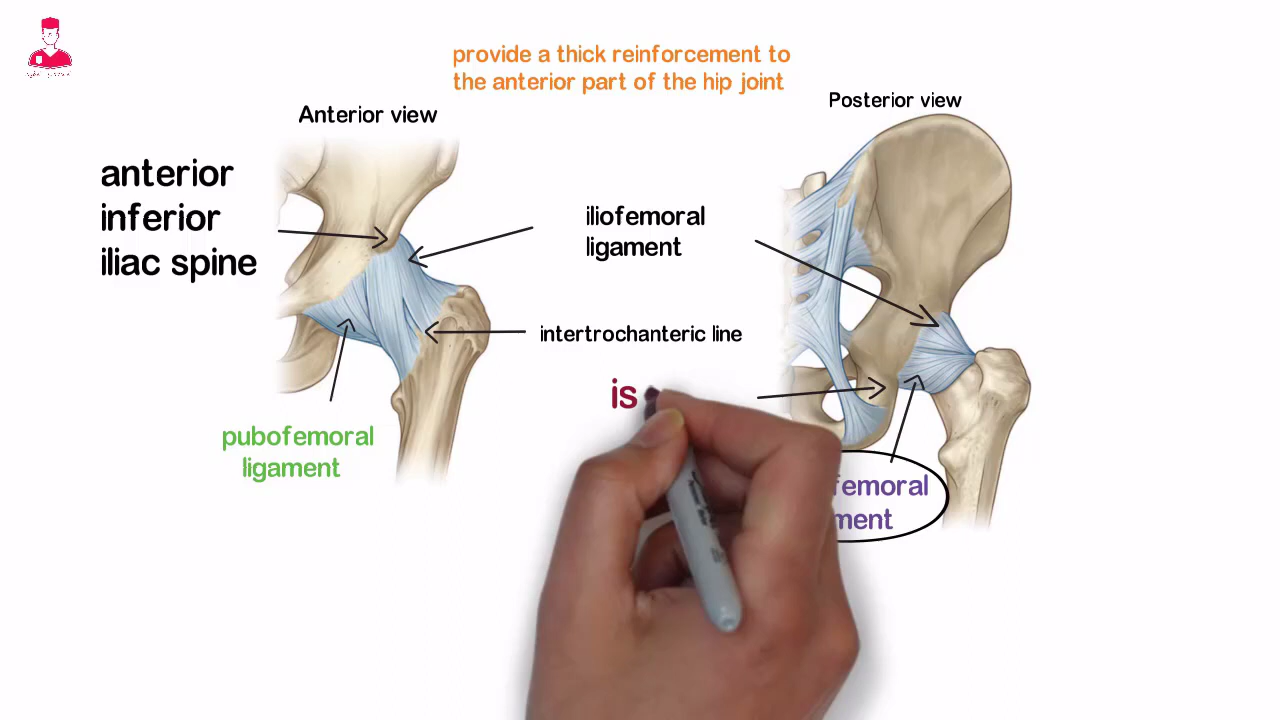 provide a thick reinforcement to
the anterior part of the hip joint
Anterior view
Posterior view
anterior
inferior
iliac spine
iliofemoral
ligament
intertrochanteric line
is
pubofemoral
ligament
femoral
ment